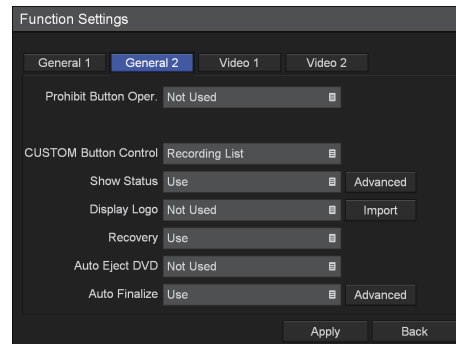 Function Settings
General 1 General 2 Video 1 Video 2
Prohibit Button Oper. Not Used
CUSTOM Button Control Recording List
Show Status Use Advanced
Display Logo Not Used Import
Recovery Use
Auto Eject DVD Not Used
Auto Finalize Use Advanced
Apply Back